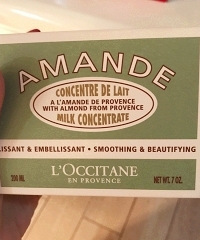 AMANDE
CONCENTRE DE LAIT
A L'AMANDE DE PROVENCE
WITH ALMOND FROM PROVENCE
MILK CONCENTRATE
LISSANT & EMBELLISSANT • SMOOTHING & BEAUTIFYING
L'OCCITANE
EN PROVENCE
200 ML
NET WT. 7 OZ.